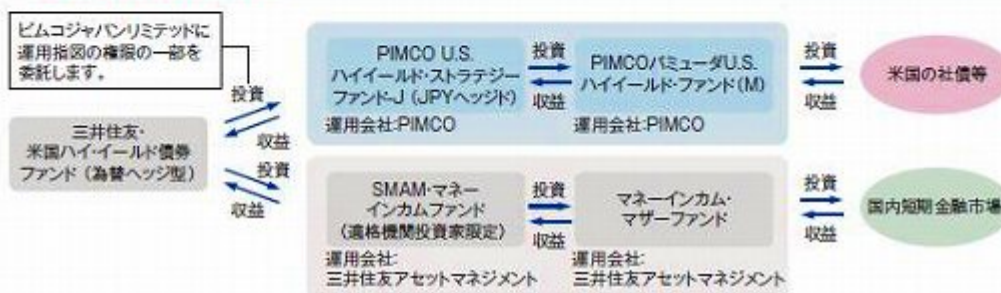 ピムコジャパンリミテッドに
運用指図の権限の一部を
委託します。
三井住友・
米国ハイ・イールド債券
ファンド(為替ヘッジ型)
投資
収益
投資
収益
PIMCO U.S.
ハイイールド・ストラテジー
ファンド-J(JPYヘッジド)
運用会社:PIMCO
投資
収益
PIMCOバミューダU.S.
ハイイールド・ファンド(M)
運用会社:PIMCO
投資
収益
米国の社債等
SMAM・マネー
インカムファンド
(適格機関投資家限定)
運用会社:
三井住友アセットマネジメント
投資
収益
マネーインカム・
マザーファンド
運用会社:
三井住友アセットマネジメント
投資
収益
国内短期金融市場